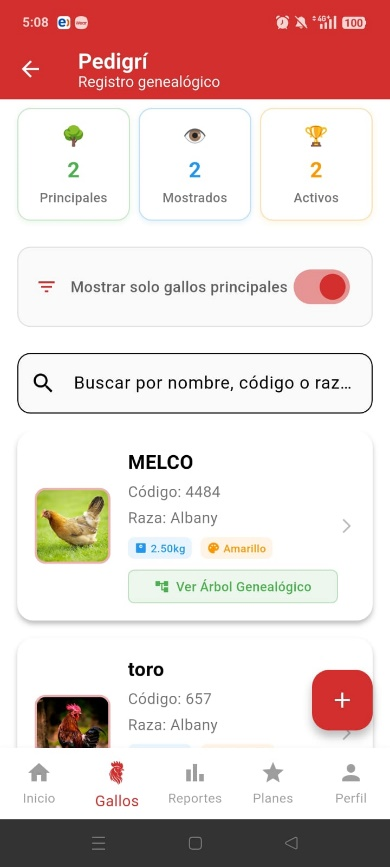 5:08
4G+
100
Pedigrí
Registro genealógico
2
2
2
Principales
Mostrados
Activos
Mostrar solo gallos principales
Buscar por nombre, código o raz...
MELCO
Código: 4484
Raza: Albany
2.50kg
Amarillo
Ver Árbol Genealógico
toro
Código: 657
Raza: Albany
Inicio
Gallos
Reportes
Planes
Perfil